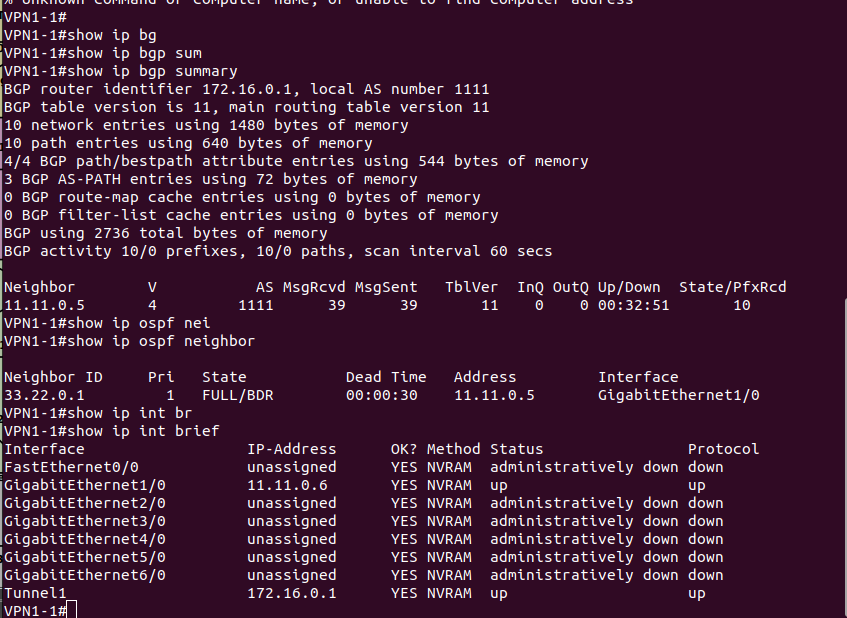 % Unknown command or computer name, or unable to find computer address
VPN1-1#
VPN1-1#show ip bg
VPN1-1#show ip bgp sum
VPN1-1#show ip bgp summary
BGP router identifier 172.16.0.1, local AS number 1111
BGP table version is 11, main routing table version 11
10 network entries using 1480 bytes of memory
10 path entries using 640 bytes of memory
4/4 BGP path/bestpath attribute entries using 544 bytes of memory
3 BGP AS-PATH entries using 72 bytes of memory
0 BGP route-map cache entries using 0 bytes of memory
0 BGP filter-list cache entries using 0 bytes of memory
BGP using 2736 total bytes of memory
BGP activity 10/0 prefixes, 10/0 paths, scan interval 60 secs
Neighbor V AS MsgRcvd MsgSent TblVer InQ OutQ Up/Down State/PfxRcd
11.11.0.5 4 1111 39 39 11 0 0 00:32:51 10
VPN1-1#show ip ospf nei
VPN1-1#show ip ospf neighbor
Neighbor ID Pri State Dead Time Address Interface
33.22.0.1 1 FULL/BDR 00:00:30 11.11.0.5 GigabitEthernet1/0
VPN1-1#show ip int br
VPN1-1#show ip int brief
Interface IP-Address OK? Method Status Protocol
FastEthernet0/0 unassigned YES NVRAM administratively down down
GigabitEthernet1/0 11.11.0.6 YES NVRAM up up
GigabitEthernet2/0 unassigned YES NVRAM administratively down down
GigabitEthernet3/0 unassigned YES NVRAM administratively down down
GigabitEthernet4/0 unassigned YES NVRAM administratively down down
GigabitEthernet5/0 unassigned YES NVRAM administratively down down
GigabitEthernet6/0 unassigned YES NVRAM administratively down down
Tunnel1 172.16.0.1 YES NVRAM up up
VPN1-1#